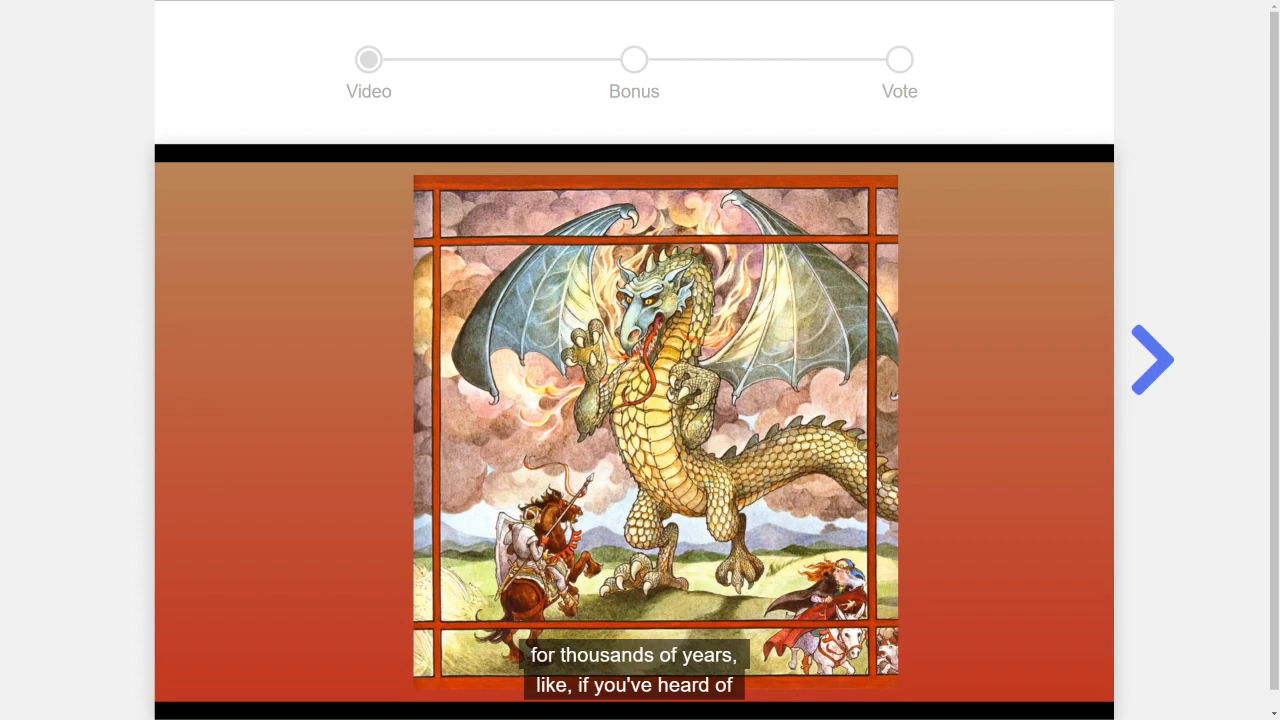 Video
Bonus
Vote
for thousands of years,
like, if you've heard of